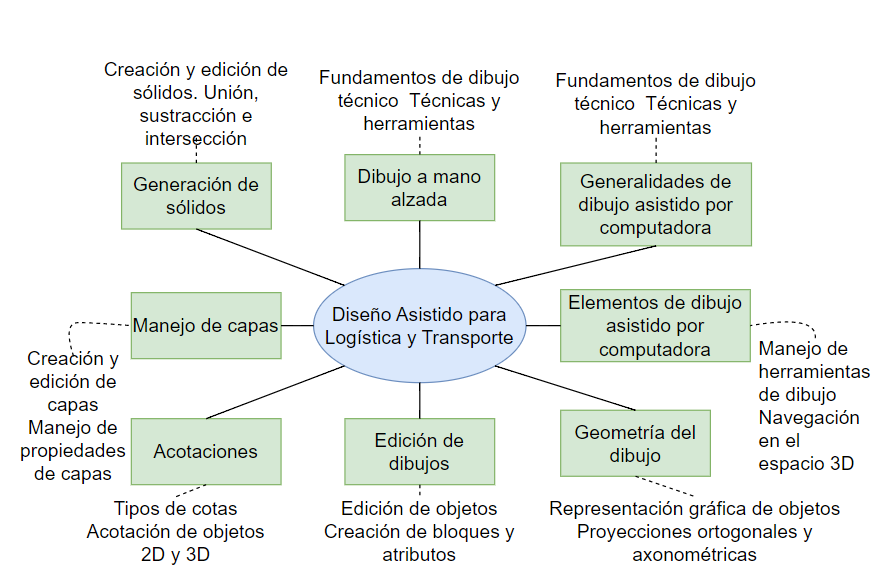 Creación y edición de
sólidos. Unión,
sustracción e
intersección
Fundamentos de dibujo
técnico  Técnicas y
herramientas
Fundamentos de dibujo
técnico  Técnicas y
herramientas
Generación de
sólidos
Dibujo a mano
alzada
Generalidades de
dibujo asistido por
computadora
Manejo de capas
Diseño Asistido para
Logística y Transporte
Elementos de dibujo
asistido por
computadora
Creación y
edición de
capas
Manejo de
propiedades
de capas
Manejo de
herramientas
de dibujo
Navegación
en el
espacio 3D
Acotaciones
Edición de
dibujos
Geometría del
dibujo
Tipos de cotas
Acotación de objetos
2D y 3D
Edición de objetos
Creación de bloques y
atributos
Representación gráfica de objetos
Proyecciones ortogonales y
axonométricas